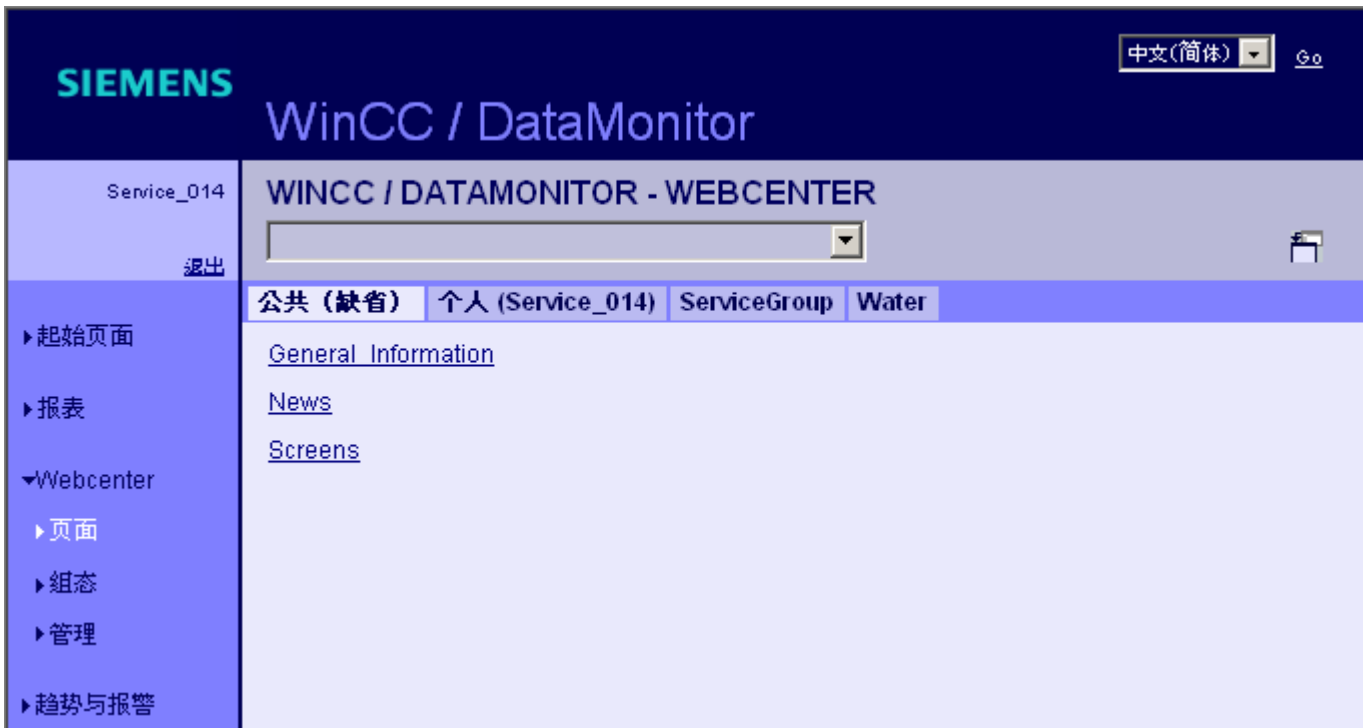 中文(简体)
Go
SIEMENS
WinCC / DataMonitor
Service_014
退出
WINCC / DATAMONITOR - WEBCENTER
公共（缺省） 个人 (Service_014) ServiceGroup Water
起始页面
报表
Webcenter
页面
组态
管理
趋势与报警
General Information
News
Screens